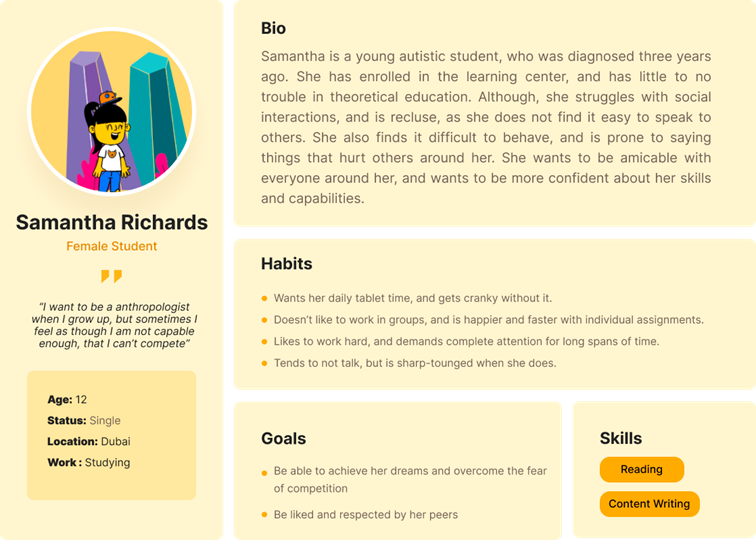 Samantha Richards
Female Student
"I want to be a anthropologist
when I grow up, but sometimes I
feel as though I am not capable
enough, that I can't compete"
Age: 12
Status: Single
Location: Dubai
Work : Studying
Bio
Samantha is a young autistic student, who was diagnosed three years
ago. She has enrolled in the learning center, and has little to no
trouble in theoretical education. Although, she struggles with social
interactions, and is recluse, as she does not find it easy to speak to
others. She also finds it difficult to behave, and is prone to saying
things that hurt others around her. She wants to be amicable with
everyone around her, and wants to be more confident about her skills
and capabilities.
Habits
Wants her daily tablet time, and gets cranky without it.
Doesn't like to work in groups, and is happier and faster with individual assignments.
Likes to work hard, and demands complete attention for long spans of time.
Tends to not talk, but is sharp-tounged when she does.
Goals
Be able to achieve her dreams and overcome the fear
of competition
Be liked and respected by her peers
Skills
Reading
Content Writing